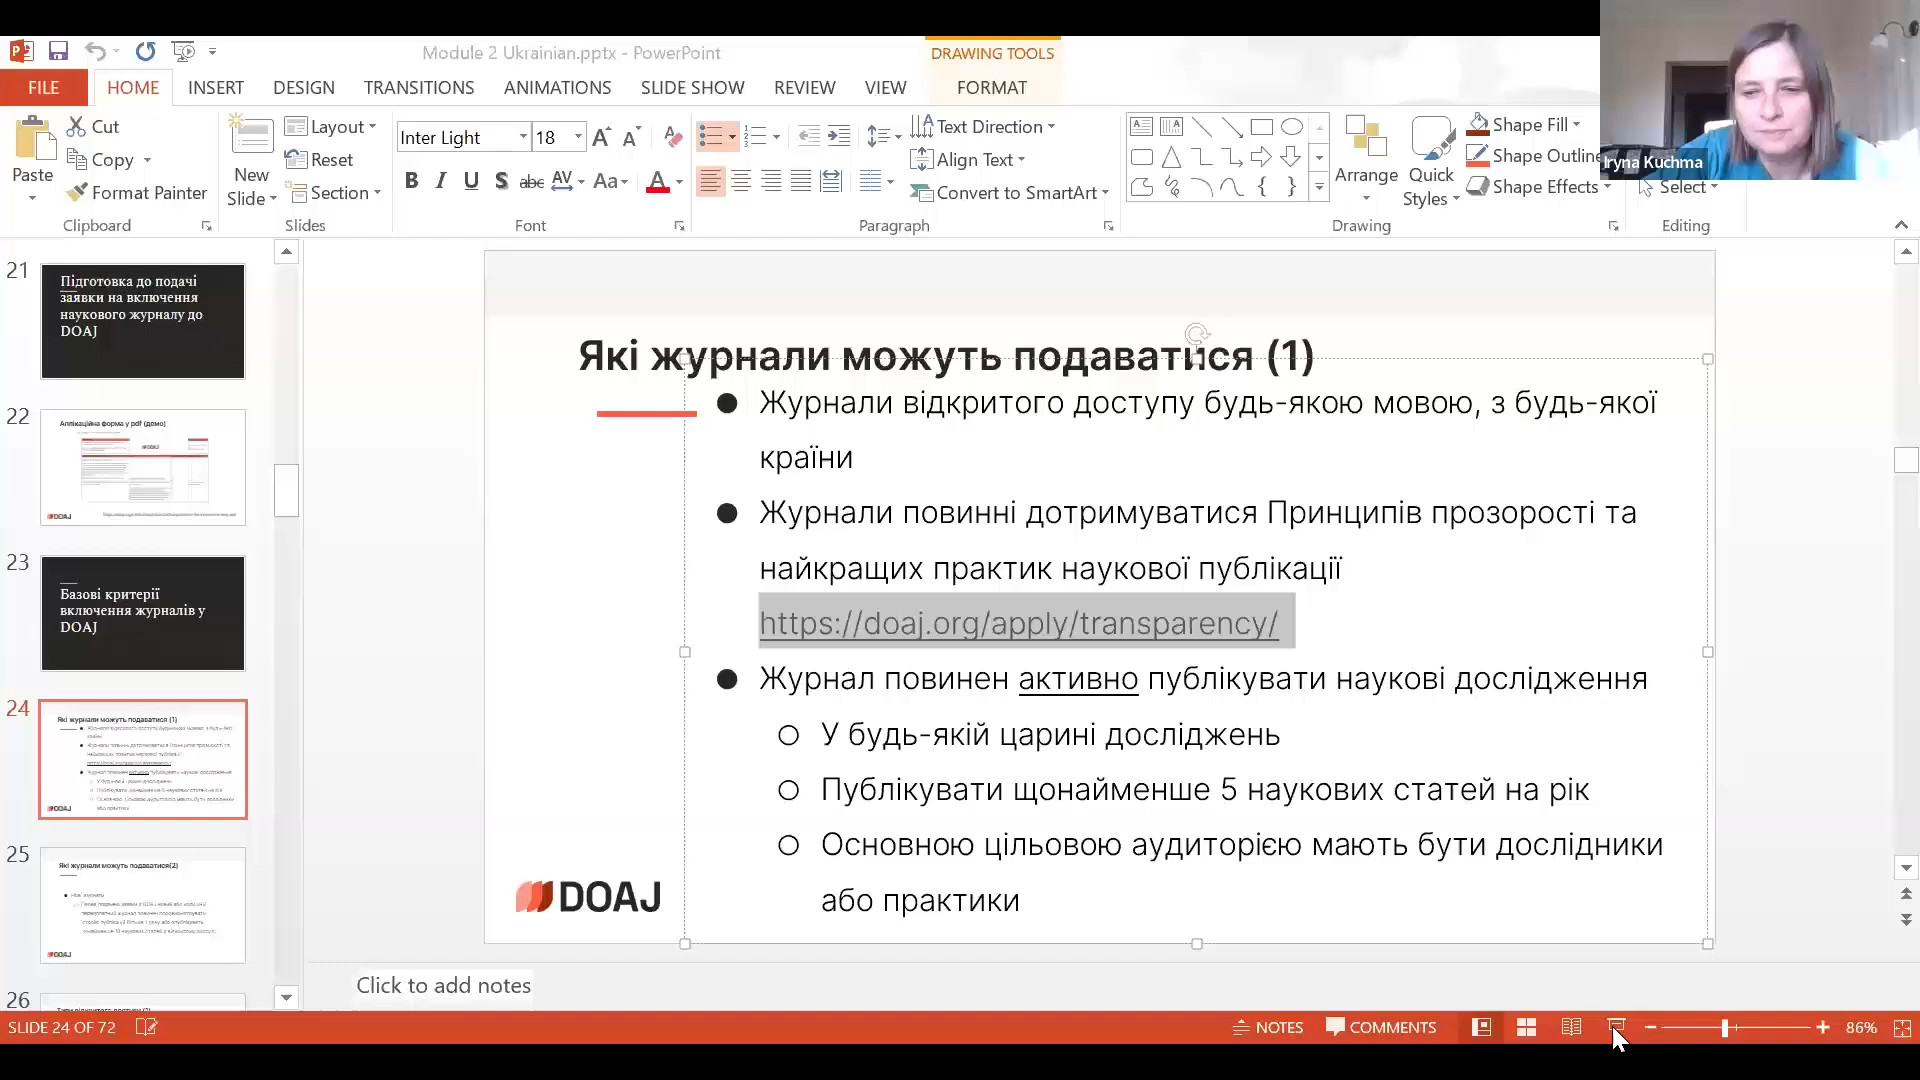 Module 2 Ukrainian.pptx - PowerPoint
DRAWING TOOLS
FILE
HOME
INSERT
DESIGN
TRANSITIONS
ANIMATIONS
SLIDE SHOW
REVIEW
VIEW
FORMAT
Paste
Cut
Copy
Format Painter
Clipboard
New Slide
Layout
Reset
Section
Slides
Inter Light
18
Font
Paragraph
Text Direction
Align Text
Convert to SmartArt
Arrange
Quick Styles
Shape Fill
Shape Outline
Shape Effects
Drawing
Select
Editing
Iryna Kuchma
21
Підготовка до подачі
заявки на включення
наукового журналу до
DOAJ
22
Аплікаційна форма у pdf (демо)
DOAJ
23
Базові критерії
включення журналів у
DOAJ
24
Які журнали можуть подаватися (1)
DOAJ
25
Які журнали можуть подаватися(2)
DOAJ
26
Які журнали можуть подаватися (1)
Журнали відкритого доступу будь-якою мовою, з будь-якої
країни
Журнали повинні дотримуватися Принципів прозорості та
найкращих практик наукової публікації
https://doaj.org/apply/transparency/
Журнал повинен активно публікувати наукові дослідження
У будь-якій царині досліджень
Публікувати щонайменше 5 наукових статей на рік
Основною цільовою аудиторією мають бути дослідники
або практики
DOAJ
Click to add notes
SLIDE 24 OF 72
NOTES
COMMENTS
86%